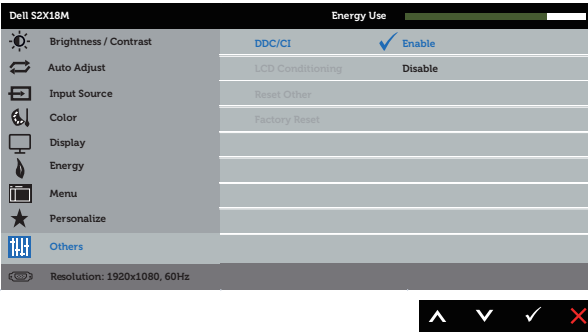 Dell S2X18M Energy Use
Brightness / Contrast DDC/CI Enable
Auto Adjust LCD Conditioning Disable
Input Source Reset Other
Color Factory Reset
Display
Energy
Menu
Personalize
Others
Resolution: 1920x1080, 60Hz